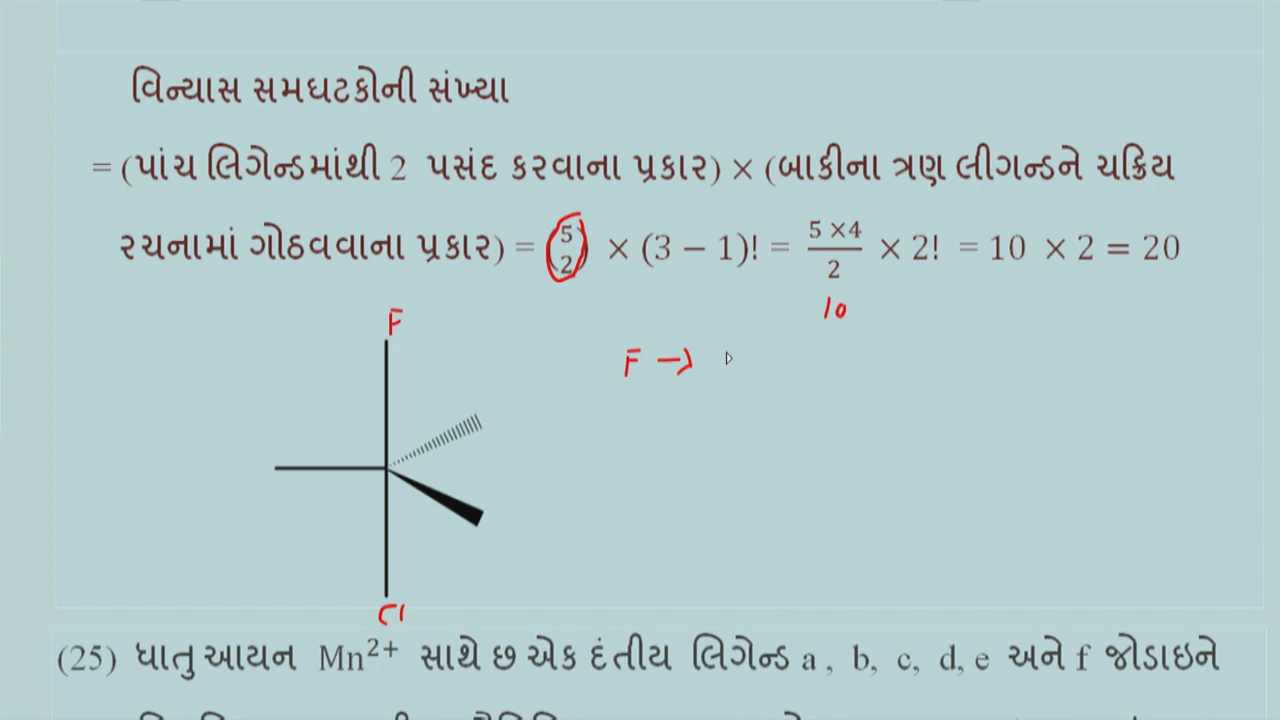 વિન્યાસ સમઘટકોની સંખ્યા
= (પાંચ લિગેન્ડમાંથી 2 પસંદ કરવાના પ્રકાર) × (બાકીના ત્રણ લીગન્ડને ચક્રિય
રચનામાં ગોઠવવાના પ્રકાર) = (5 2) × (3 − 1)! = 5 ×4 / 2 × 2! = 10 × 2 = 20
10
F
F →
Cl
(25) ધાતુ આયન Mn²⁺ સાથે છ એક દંતીય લિગેન્ડ a , b, c, d, e અને f જોડાઇને